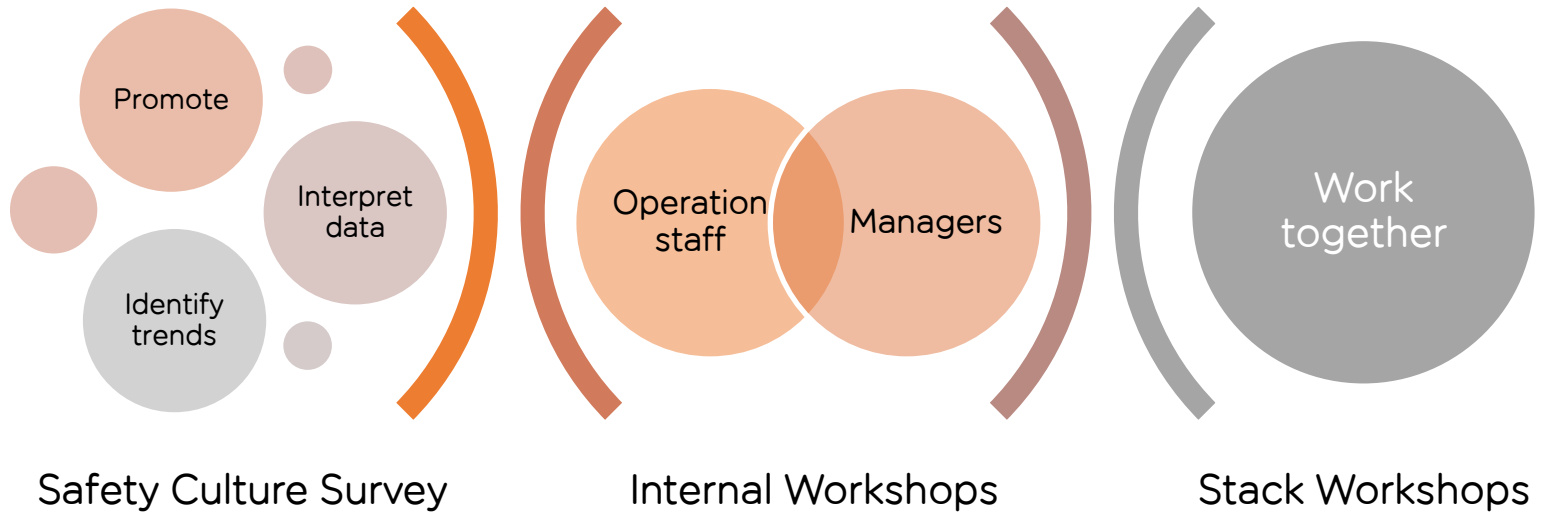 Promote
Interpret
data
Identify
trends
Safety Culture Survey
Operation
staff
Managers
Internal Workshops
Work
together
Stack Workshops